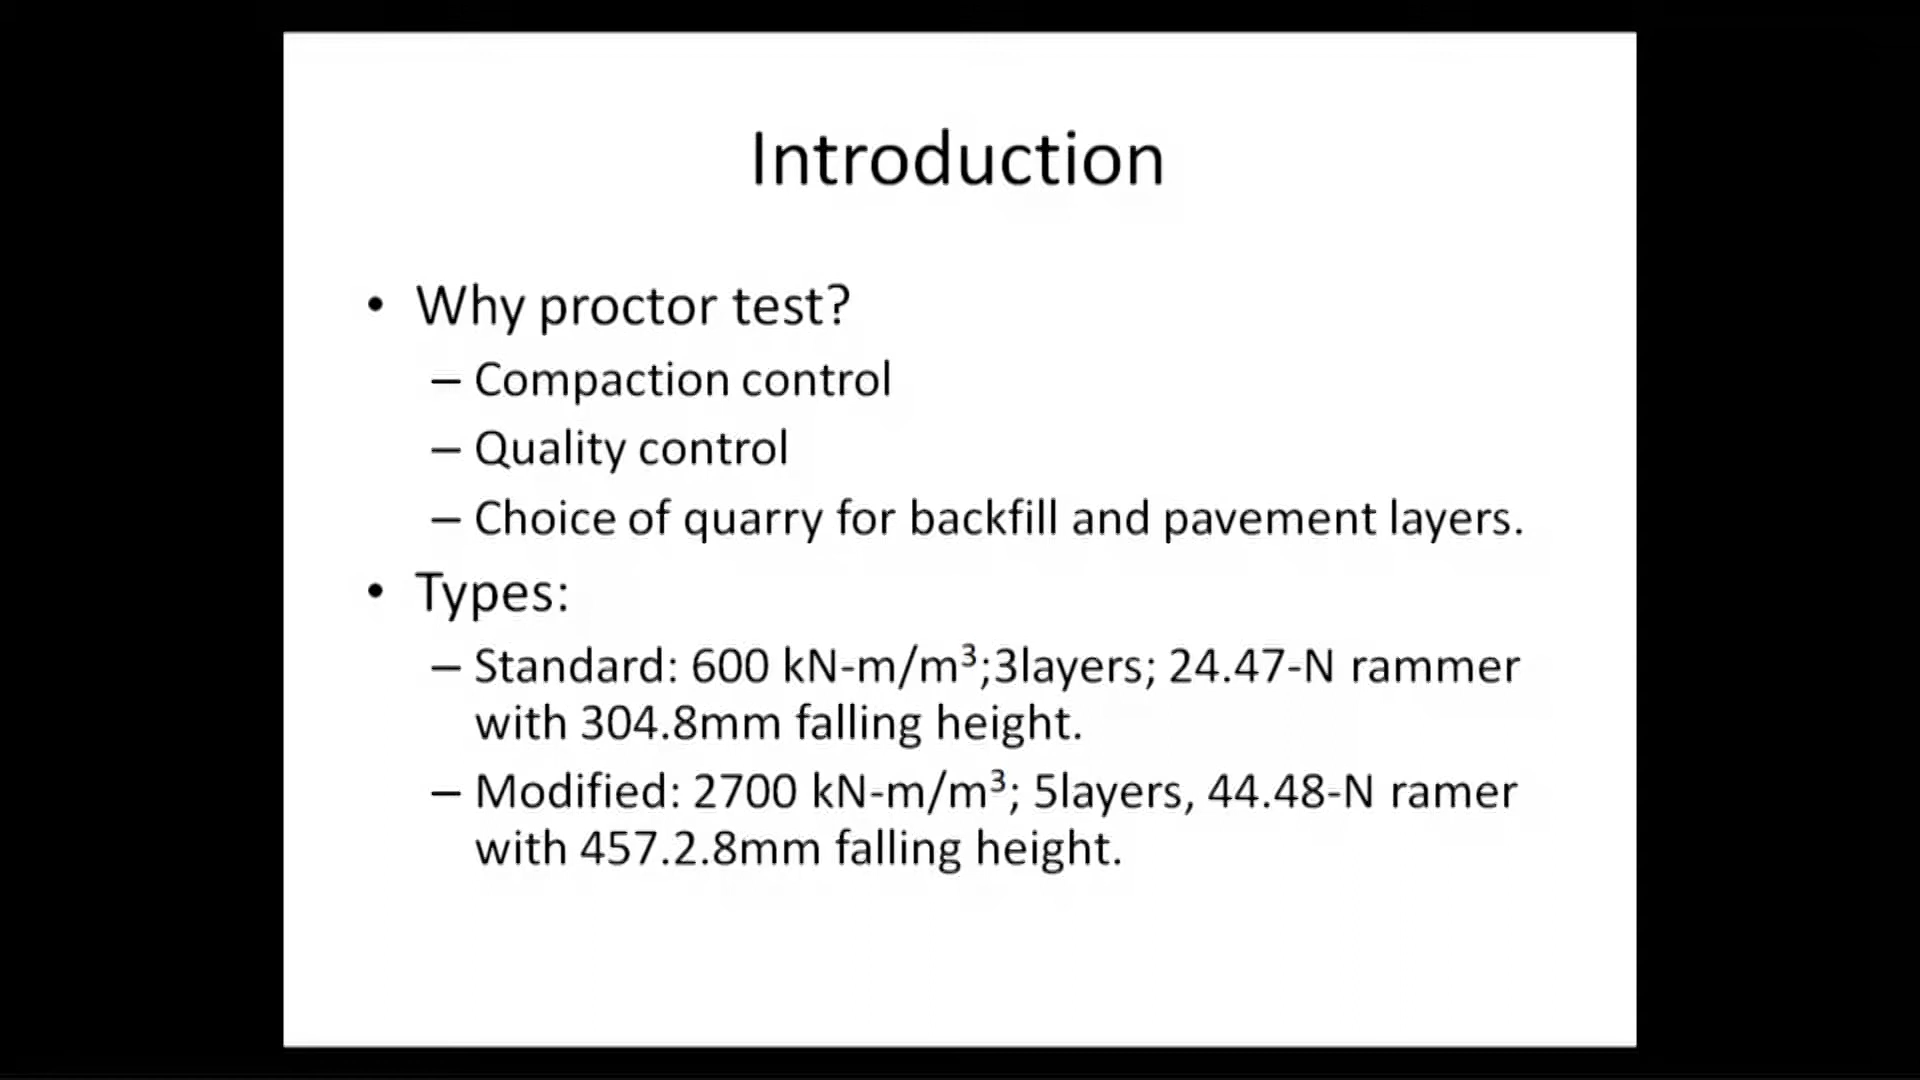 Introduction
• Why proctor test?
– Compaction control
– Quality control
– Choice of quarry for backfill and pavement layers.
• Types:
– Standard: 600 kN-m/m³;3layers; 24.47-N rammer
with 304.8mm falling height.
– Modified: 2700 kN-m/m³; 5layers, 44.48-N ramer
with 457.2.8mm falling height.